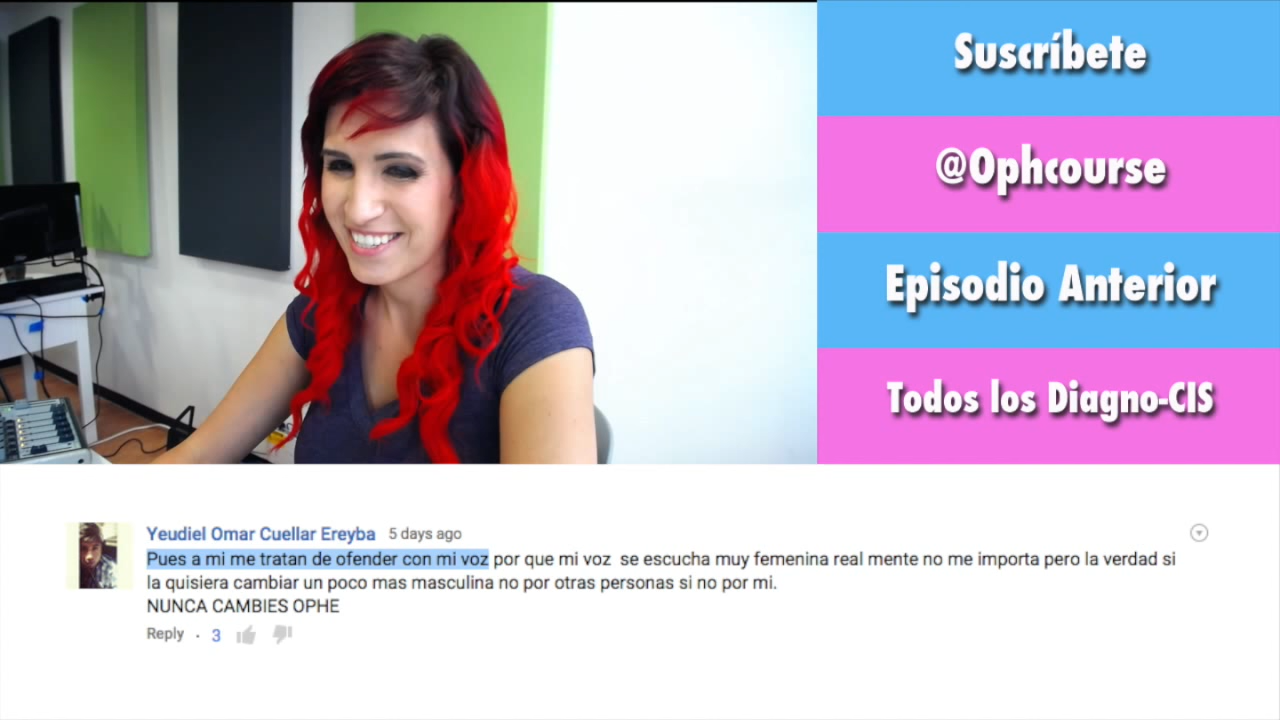 Suscríbete
@Ophcourse
Episodio Anterior
Todos los Diagno-CIS
Yeudiel Omar Cuellar Ereyba 5 days ago
Pues a mi me tratan de ofender con mi voz por que mi voz se escucha muy femenina real mente no me importa pero la verdad si
la quisiera cambiar un poco mas masculina no por otras personas si no por mi.
NUNCA CAMBIES OPHE
Reply · 3